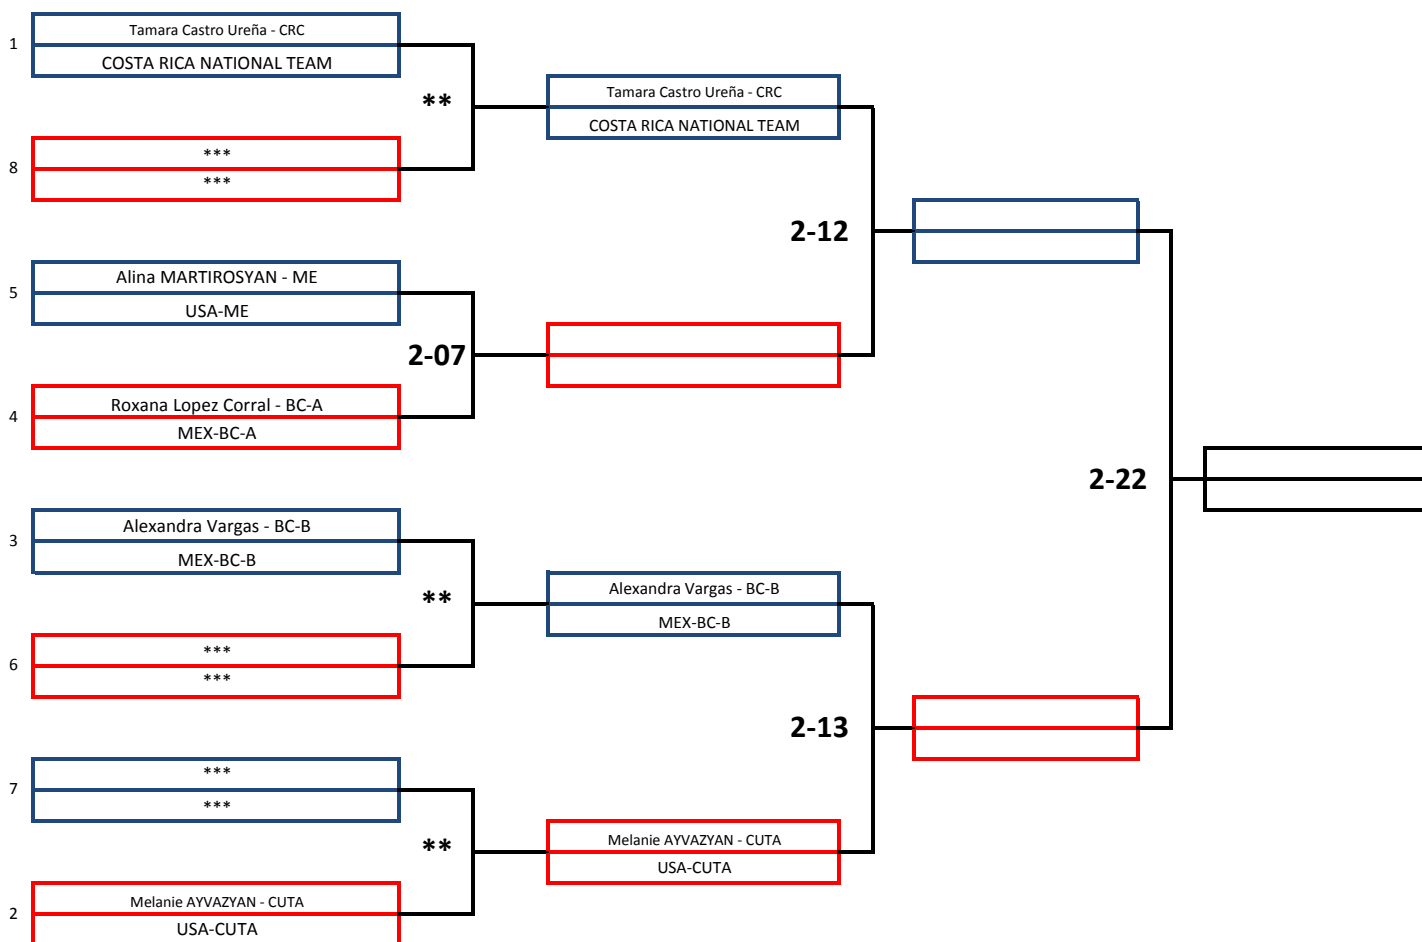 1
Tamara Castro Ureña - CRC
COSTA RICA NATIONAL TEAM
**
Tamara Castro Ureña - CRC
COSTA RICA NATIONAL TEAM
8
***
***
2-12
5
Alina MARTIROSYAN - ME
USA-ME
2-07
4
Roxana Lopez Corral - BC-A
MEX-BC-A
2-22
3
Alexandra Vargas - BC-B
MEX-BC-B
**
Alexandra Vargas - BC-B
MEX-BC-B
6
***
***
2-13
7
***
***
**
Melanie AYVAZYAN - CUTA
USA-CUTA
2
Melanie AYVAZYAN - CUTA
USA-CUTA